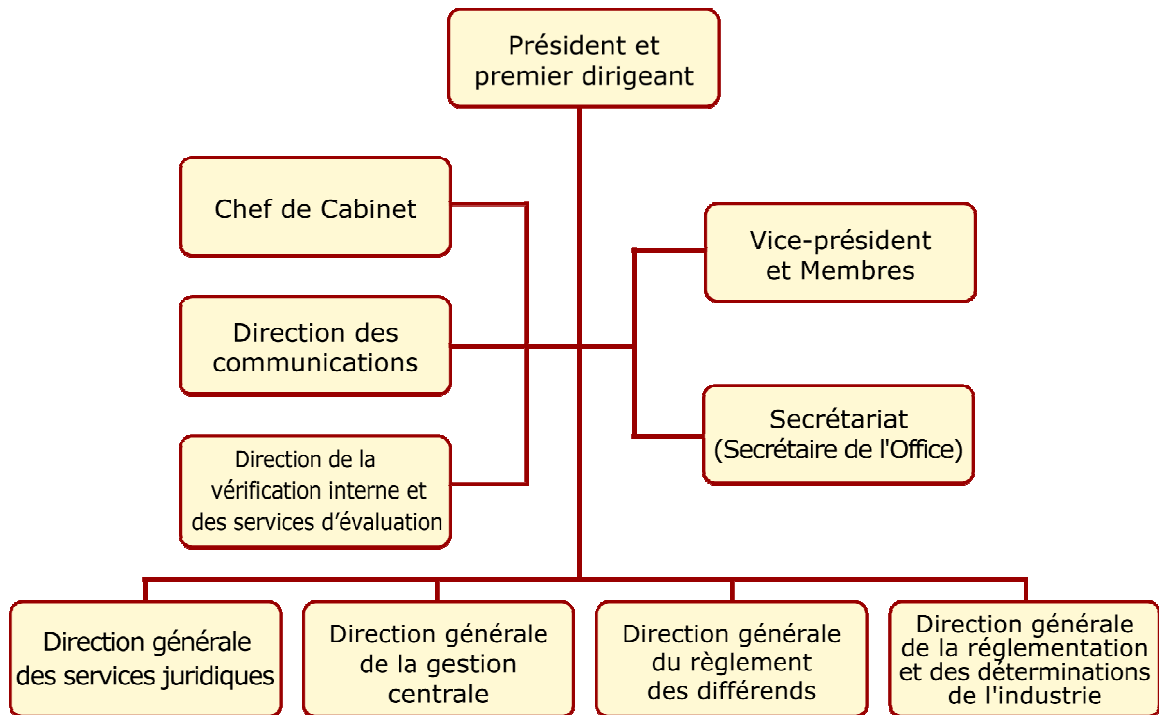 Président et
premier dirigeant
Chef de Cabinet
Vice-président
et Membres
Direction des
communications
Secrétariat
(Secrétaire de l'Office)
Direction de la
vérification interne et
des services d’évaluation
Direction générale
des services juridiques
Direction générale
de la gestion
centrale
Direction générale
du règlement
des différends
Direction générale
de la réglementation
et des déterminations
de l'industrie